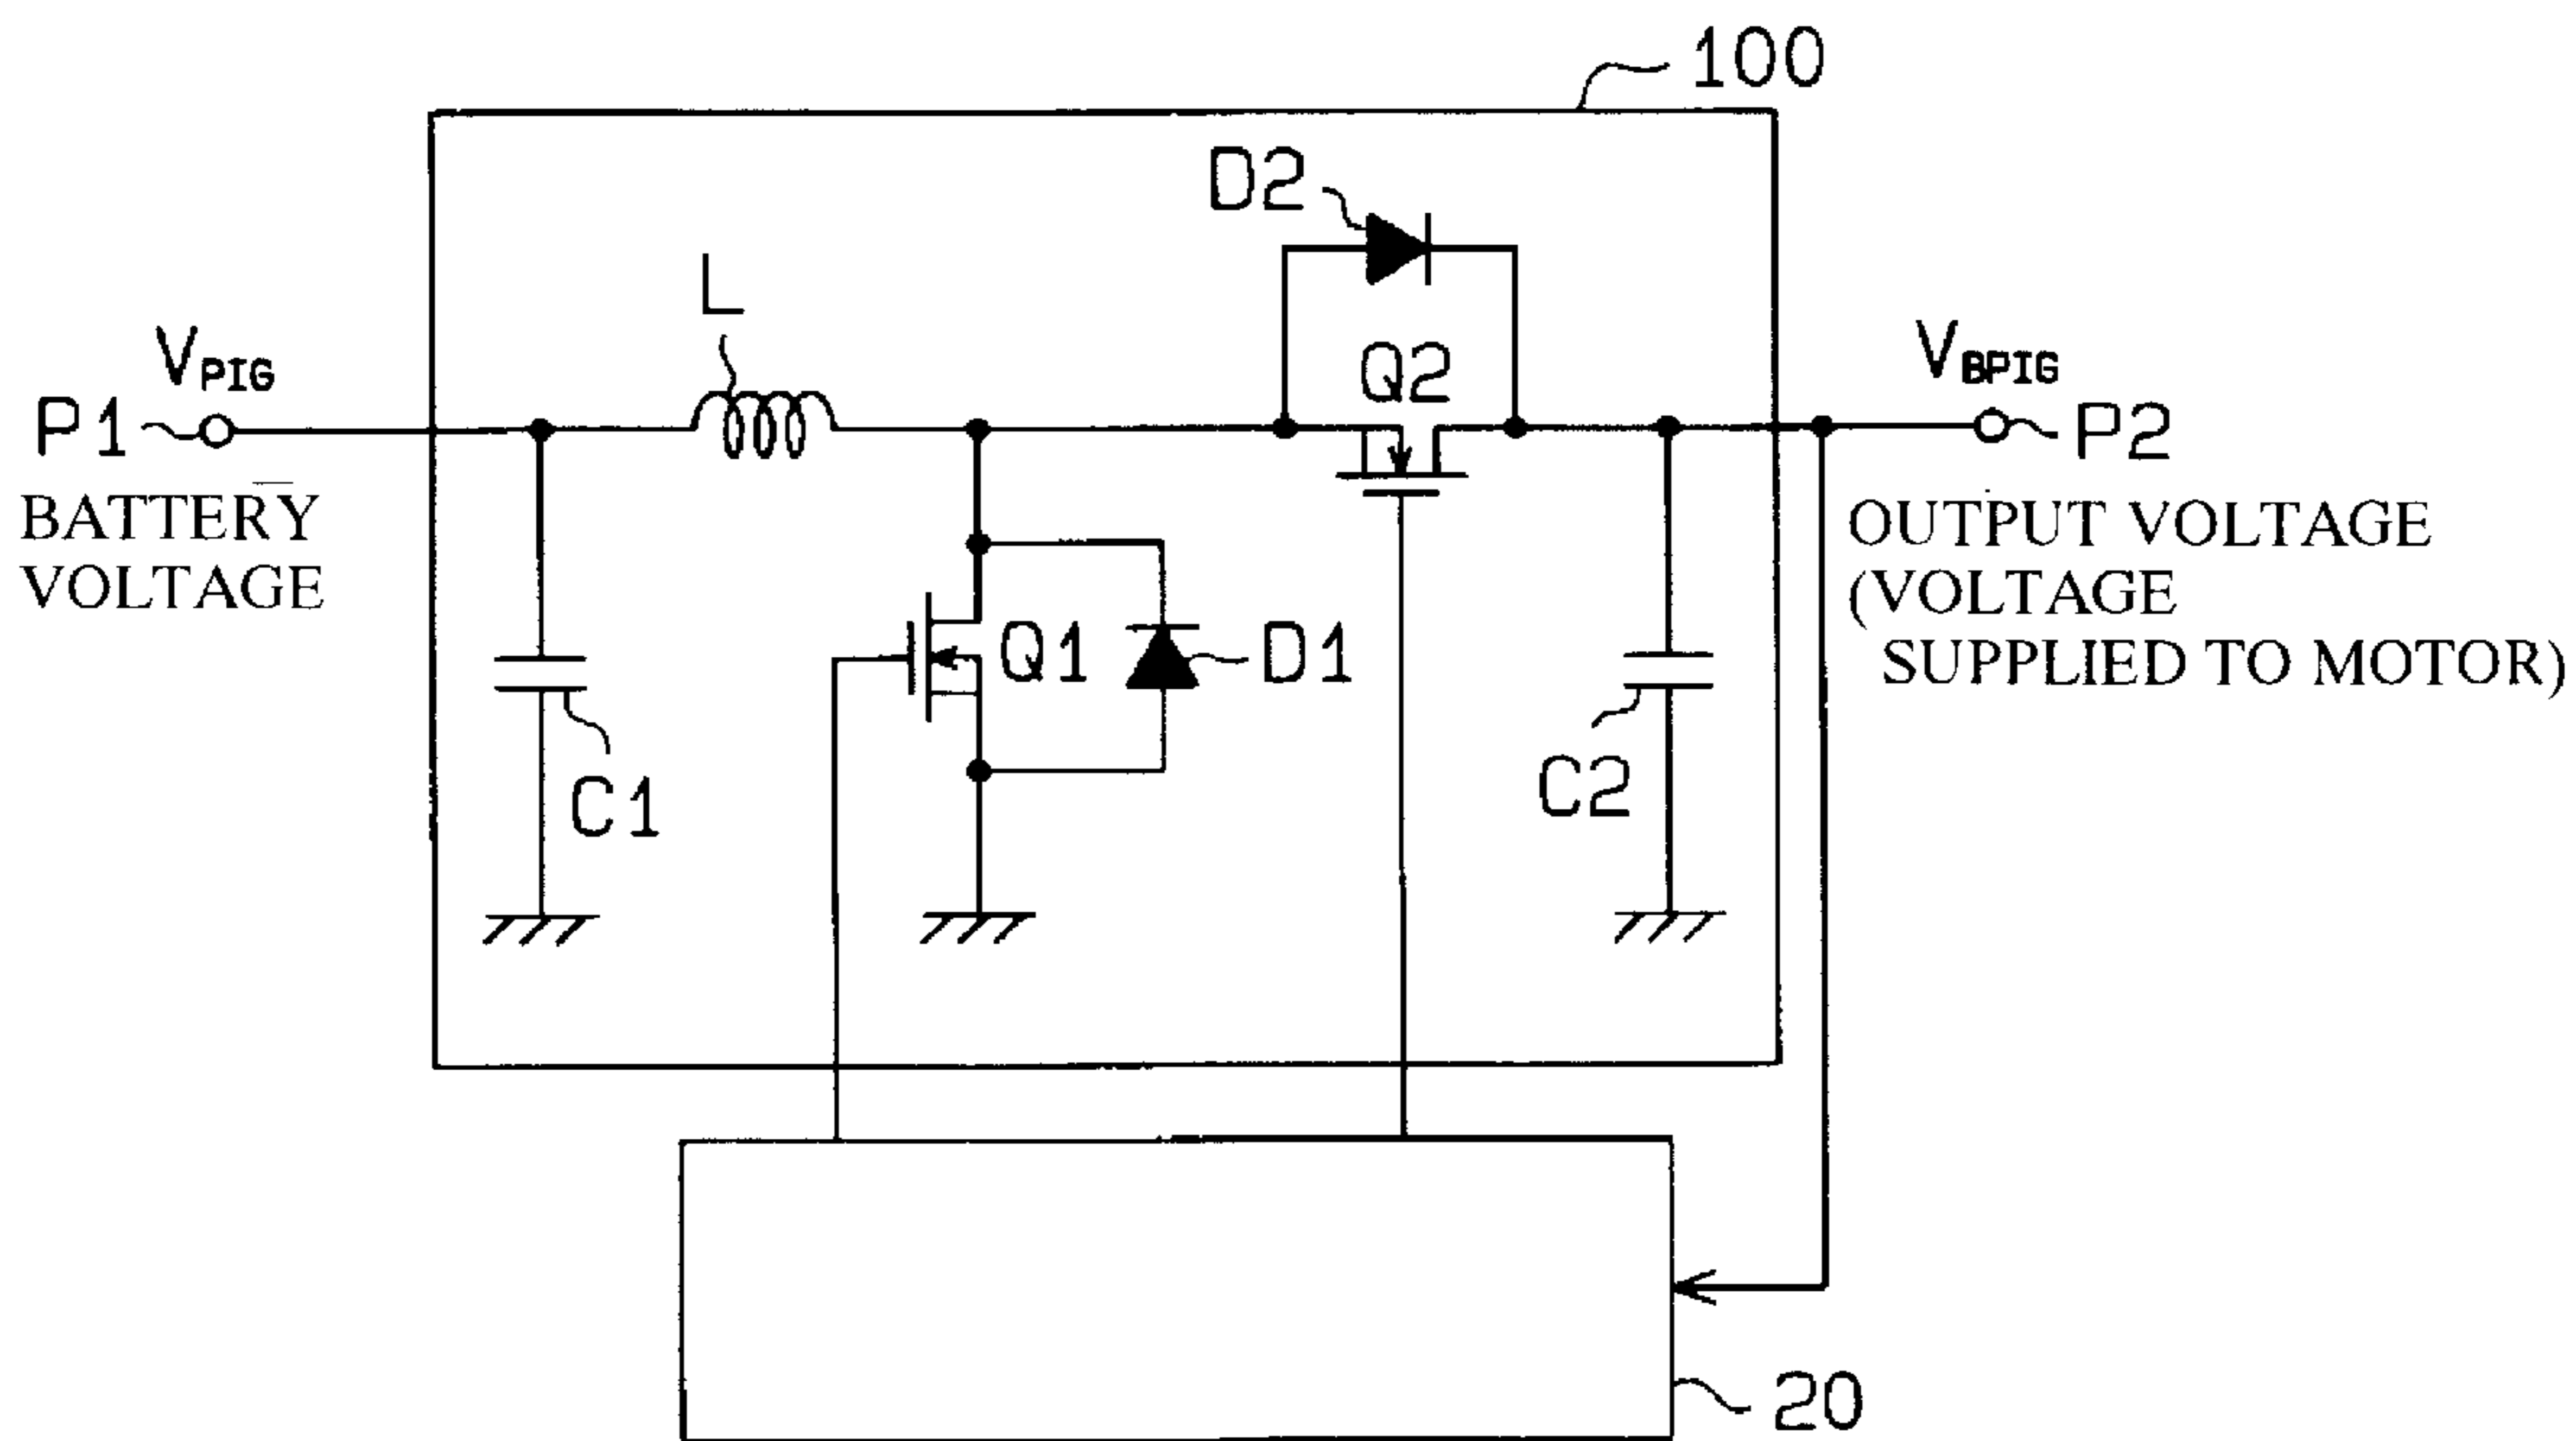 100
D2
L
VPIG
Q2
VBPIG
P1
P2
BATTERY
VOLTAGE
OUTPUT VOLTAGE
(VOLTAGE
SUPPLIED TO MOTOR)
Q1
D1
C1
C2
20